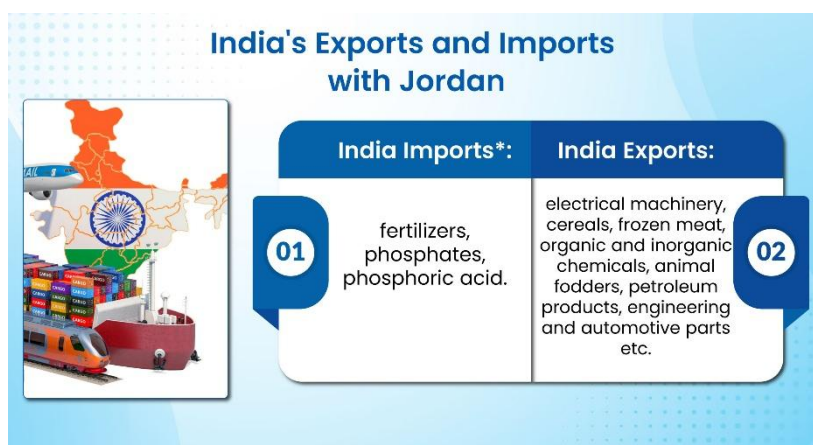 India's Exports and Imports
with Jordan
India Imports*:
India Exports:
01
fertilizers,
phosphates,
phosphoric acid.
electrical machinery,
cereals, frozen meat,
organic and inorganic
chemicals, animal
fodders, petroleum
products, engineering
and automotive parts
etc.
02